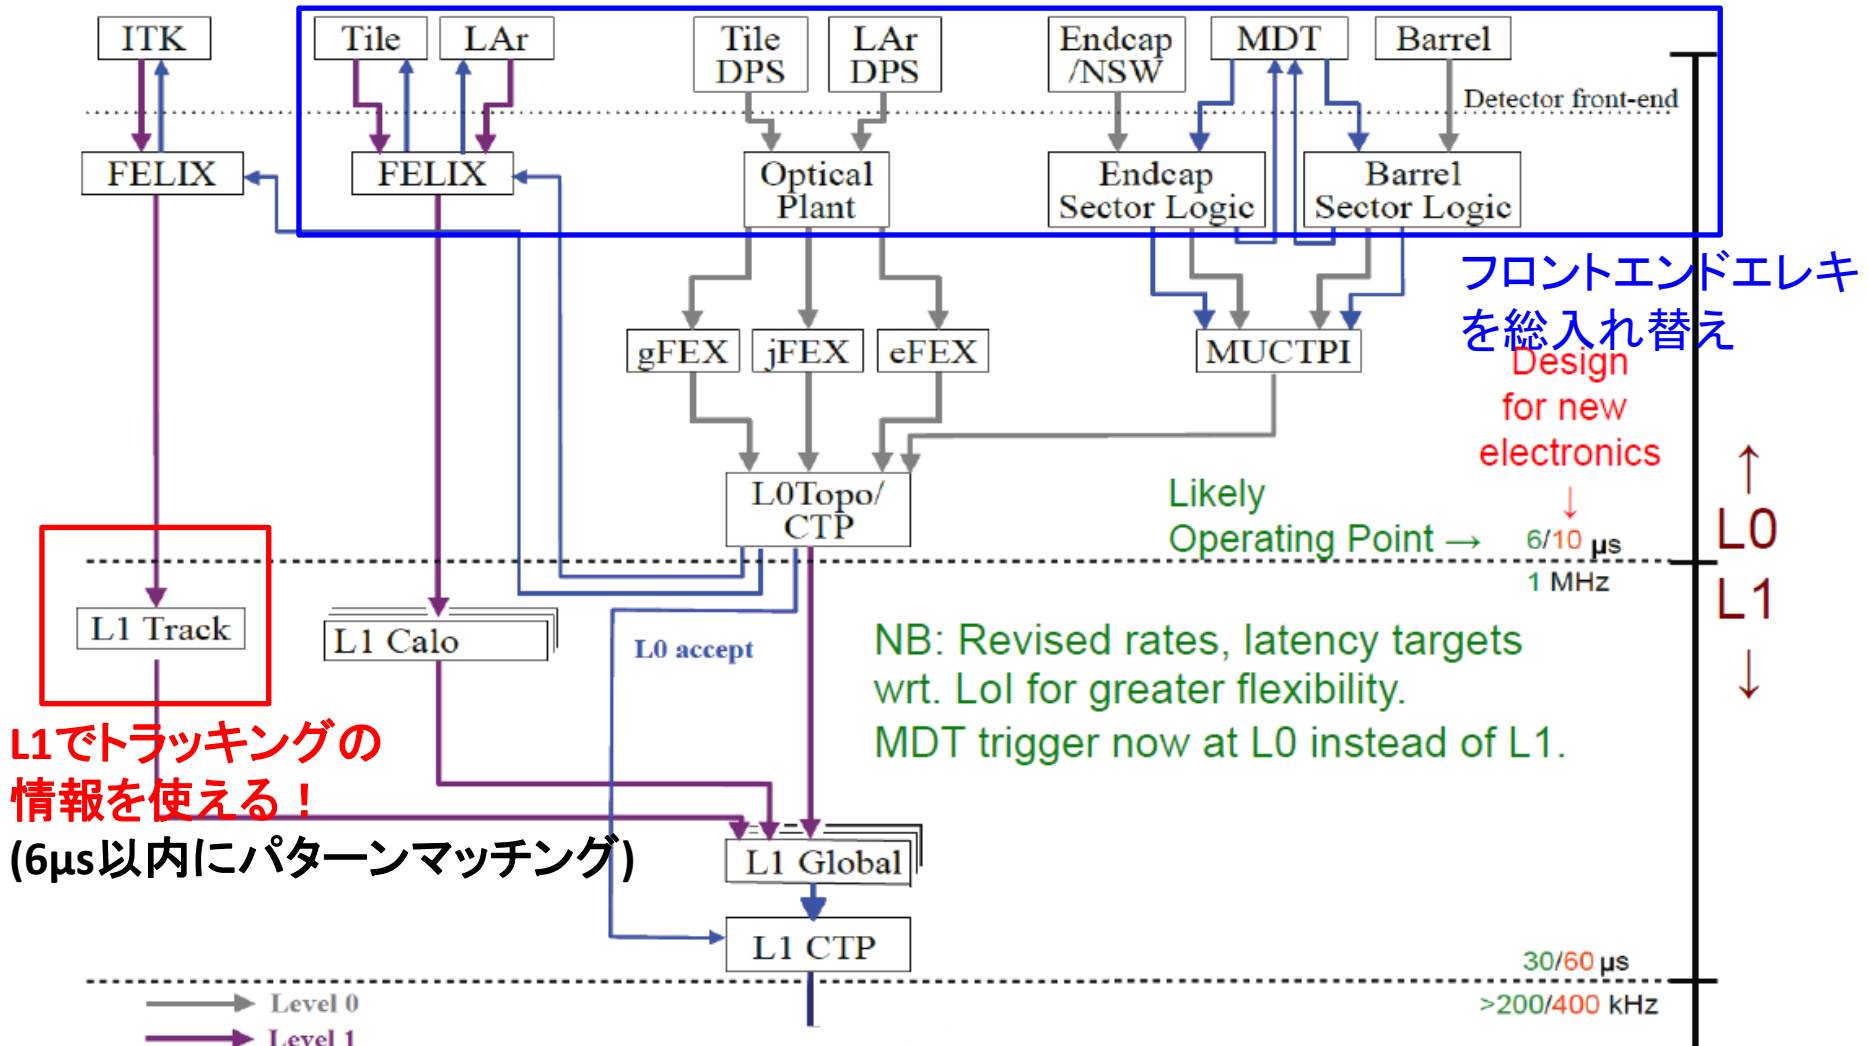 ITK
Tile
LAr
Tile
DPS
LAr
DPS
Endcap
/NSW
MDT
Barrel
Detector front-end
FELIX
FELIX
Optical
Plant
Endcap
Sector Logic
Barrel
Sector Logic
フロントエンドエレキ
を総入れ替え
gFEX
jFEX
eFEX
MUCTPI
Design
for new
electronics
↓
L0Topo/
CTP
Likely
Operating Point →
6/10 μs
1 MHz
↑
L0
L1
↓
L1 Track
L1 Calo
L0 accept
NB: Revised rates, latency targets
wrt. LoI for greater flexibility.
MDT trigger now at L0 instead of L1.
L1でトラッキングの
情報を使える！
(6μs以内にパターンマッチング)
L1 Global
L1 CTP
30/60 μs
>200/400 kHz
Level 0
Level 1